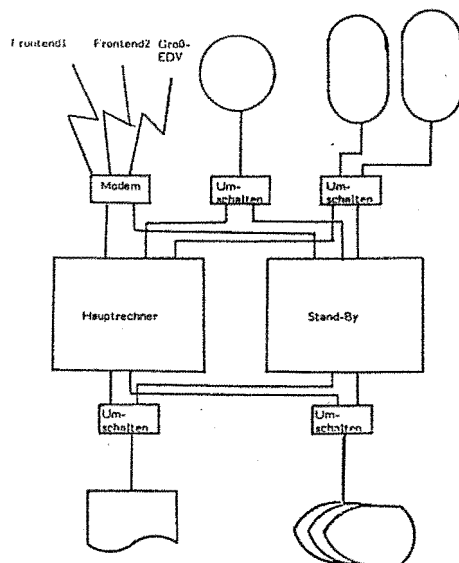 Frontend1 Frontend2 Groß-
EDV
Modem
Um-
schalten
Um-
schalten
Hauptrechner
Stand-By
Um-
schalten
Um-
schalten